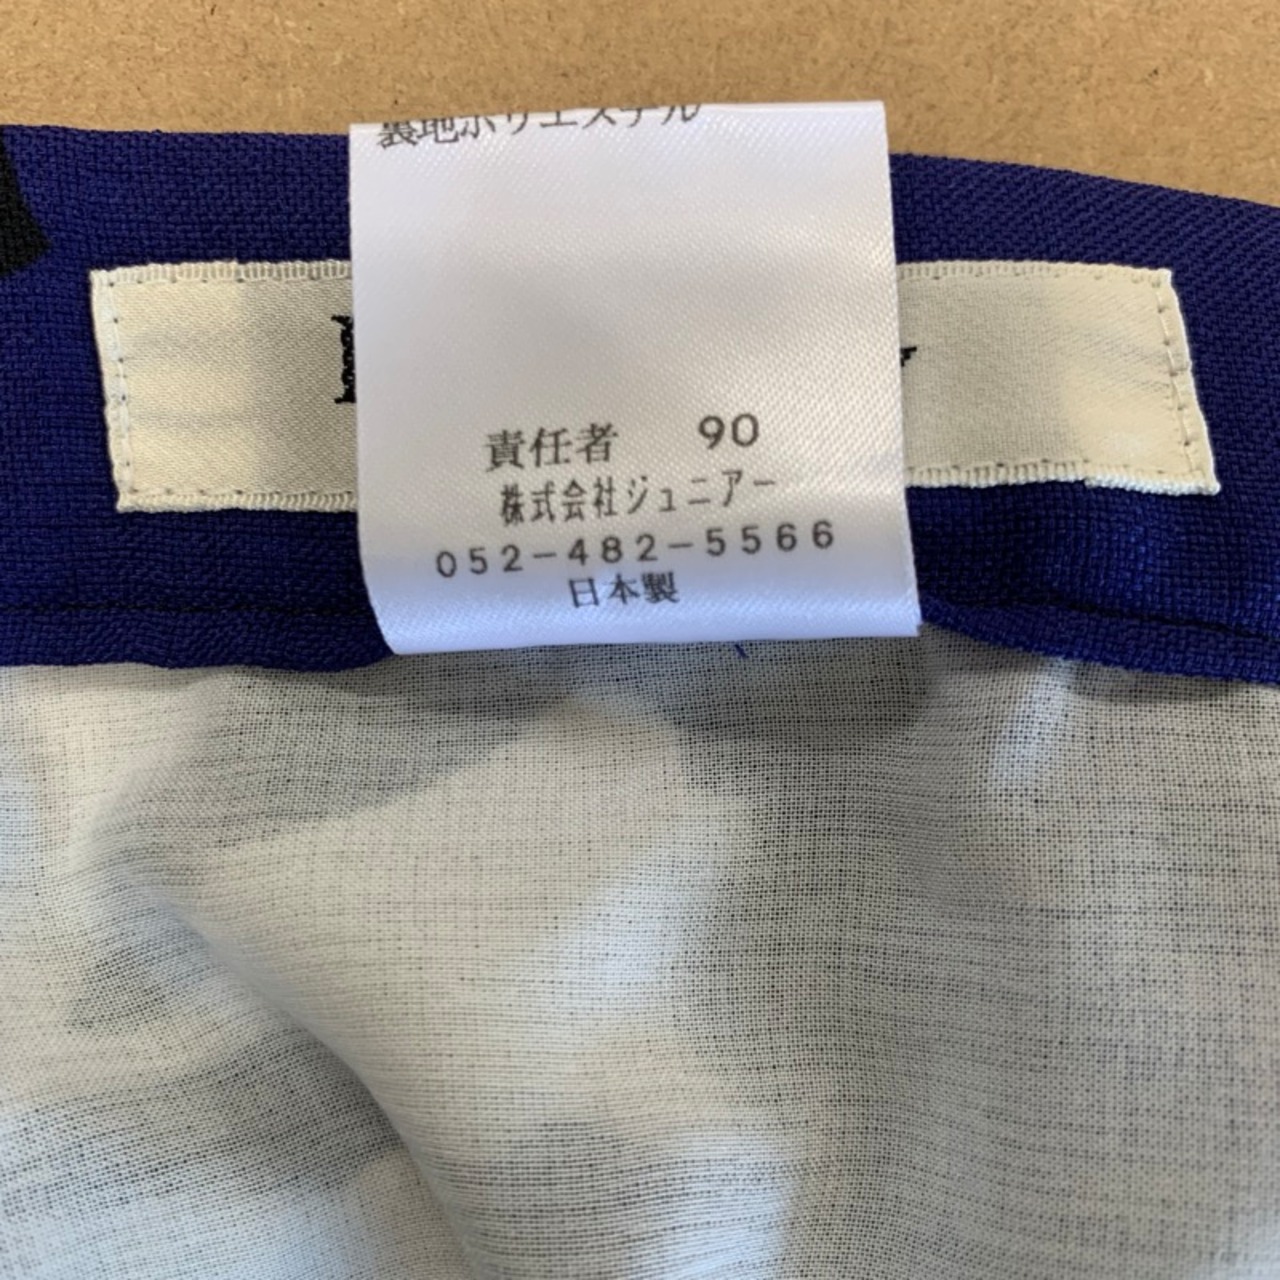 裏地ポリエステル
責任者 90
株式会社ジュニアー
052-482-5566
日本製